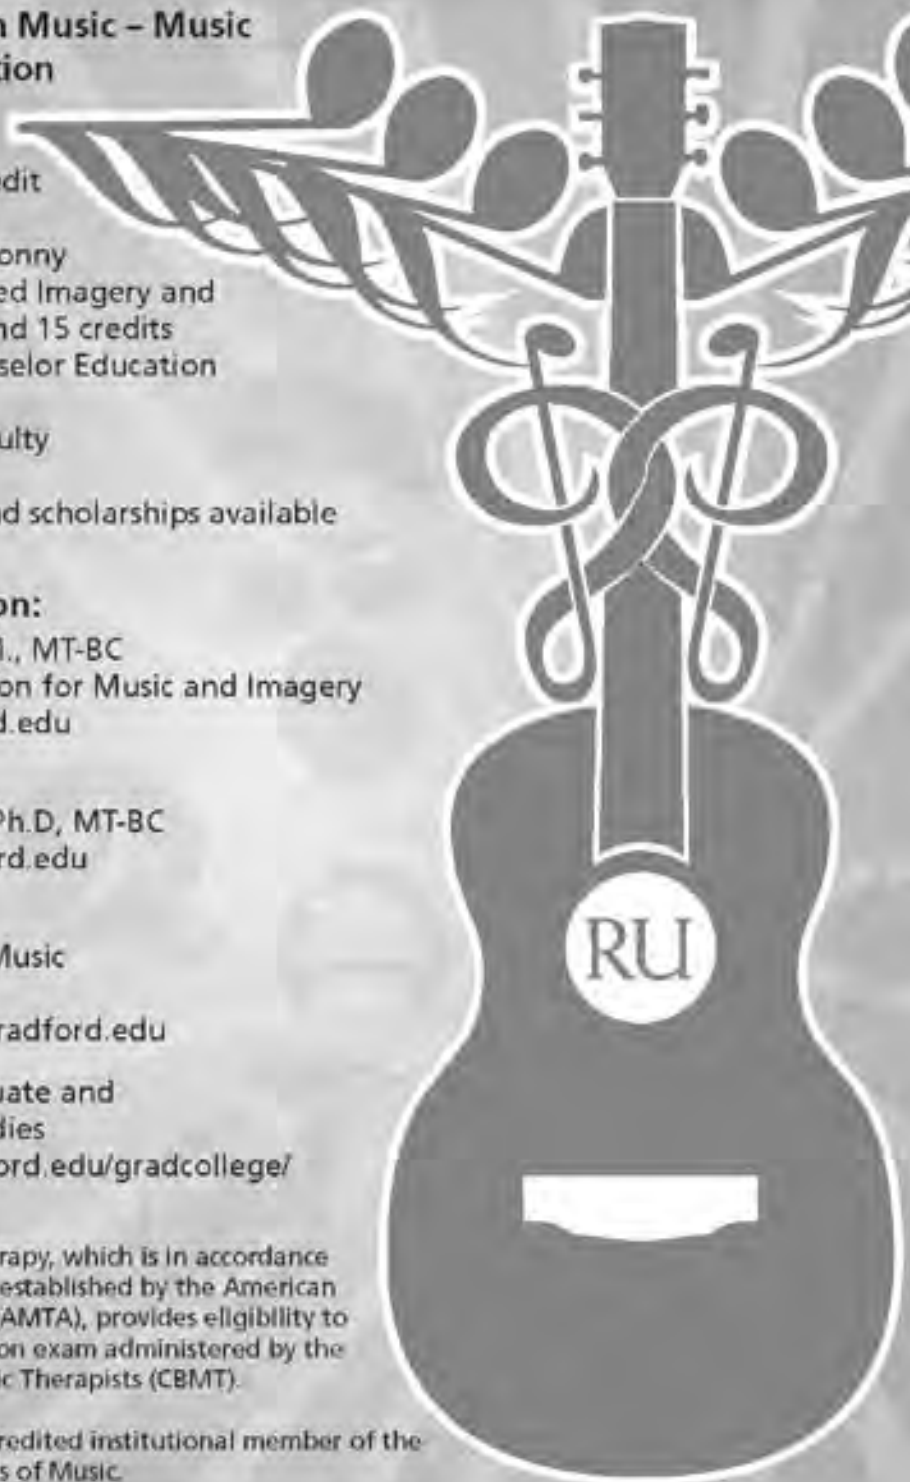 n Music – Music
tion
dit
onny
ed Imagery and
nd 15 credits
selor Education
ulty
nd scholarships available
on:
I., MT-BC
on for Music and Imagery
d.edu
Ph.D, MT-BC
rd.edu
Music
radford.edu
uate and
dies
ord.edu/gradcollege/
rapy, which is in accordance
established by the American
AMTA), provides eligibility to
on exam administered by the
ic Therapists (CBMT).
redited institutional member of the
s of Music.
RU